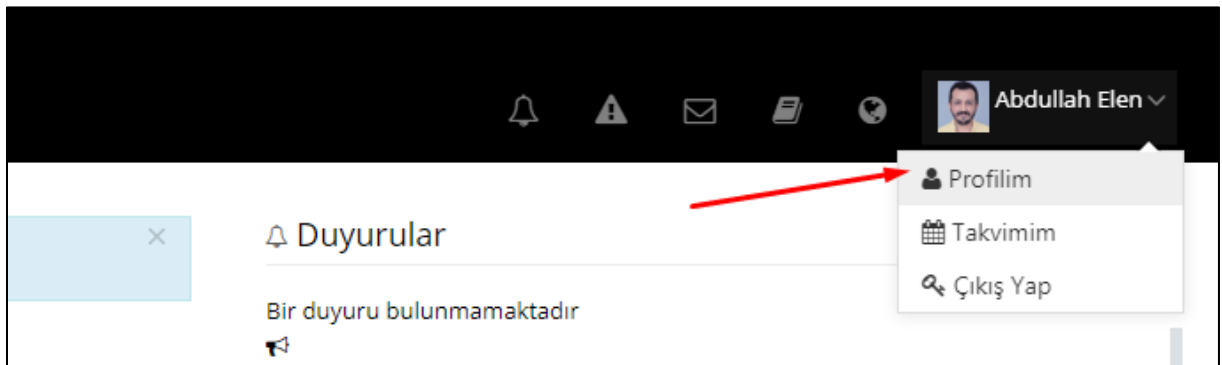 Abdullah Elen
Profilim
Duyurular
Takvimim
Çıkış Yap
Bir duyuru bulunmamaktadır